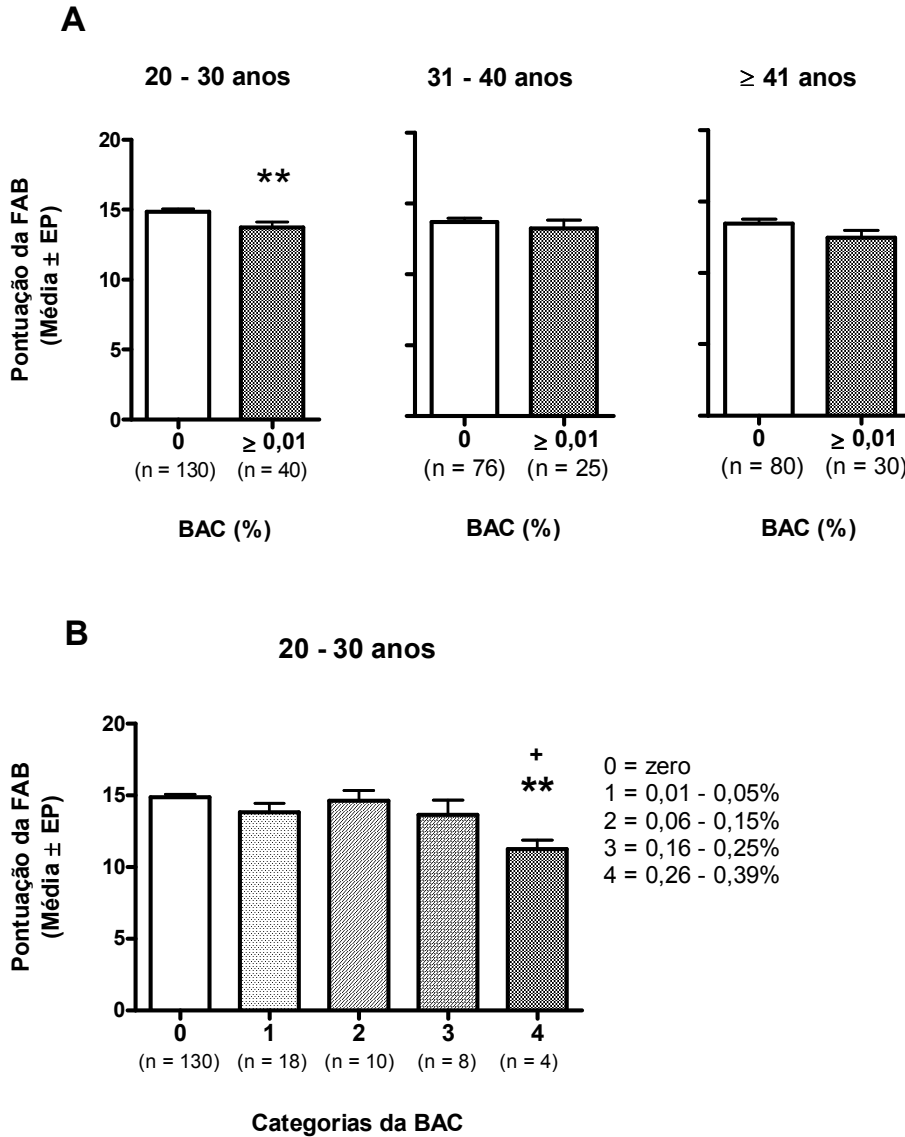 A
20 - 30 anos
31 - 40 anos
≥ 41 anos
Pontuação da FAB
(Média ± EP)
20
15
10
5
0
**
0
≥ 0,01
(n = 130)
(n = 40)
BAC (%)
0
≥ 0,01
(n = 76)
(n = 25)
BAC (%)
0
≥ 0,01
(n = 80)
(n = 30)
BAC (%)
B
20 - 30 anos
Pontuação da FAB
(Média ± EP)
20
15
10
5
0
+
**
0 = zero
1 = 0,01 - 0,05%
2 = 0,06 - 0,15%
3 = 0,16 - 0,25%
4 = 0,26 - 0,39%
0 1 2 3 4
(n = 130) (n = 18) (n = 10) (n = 8) (n = 4)
Categorias da BAC